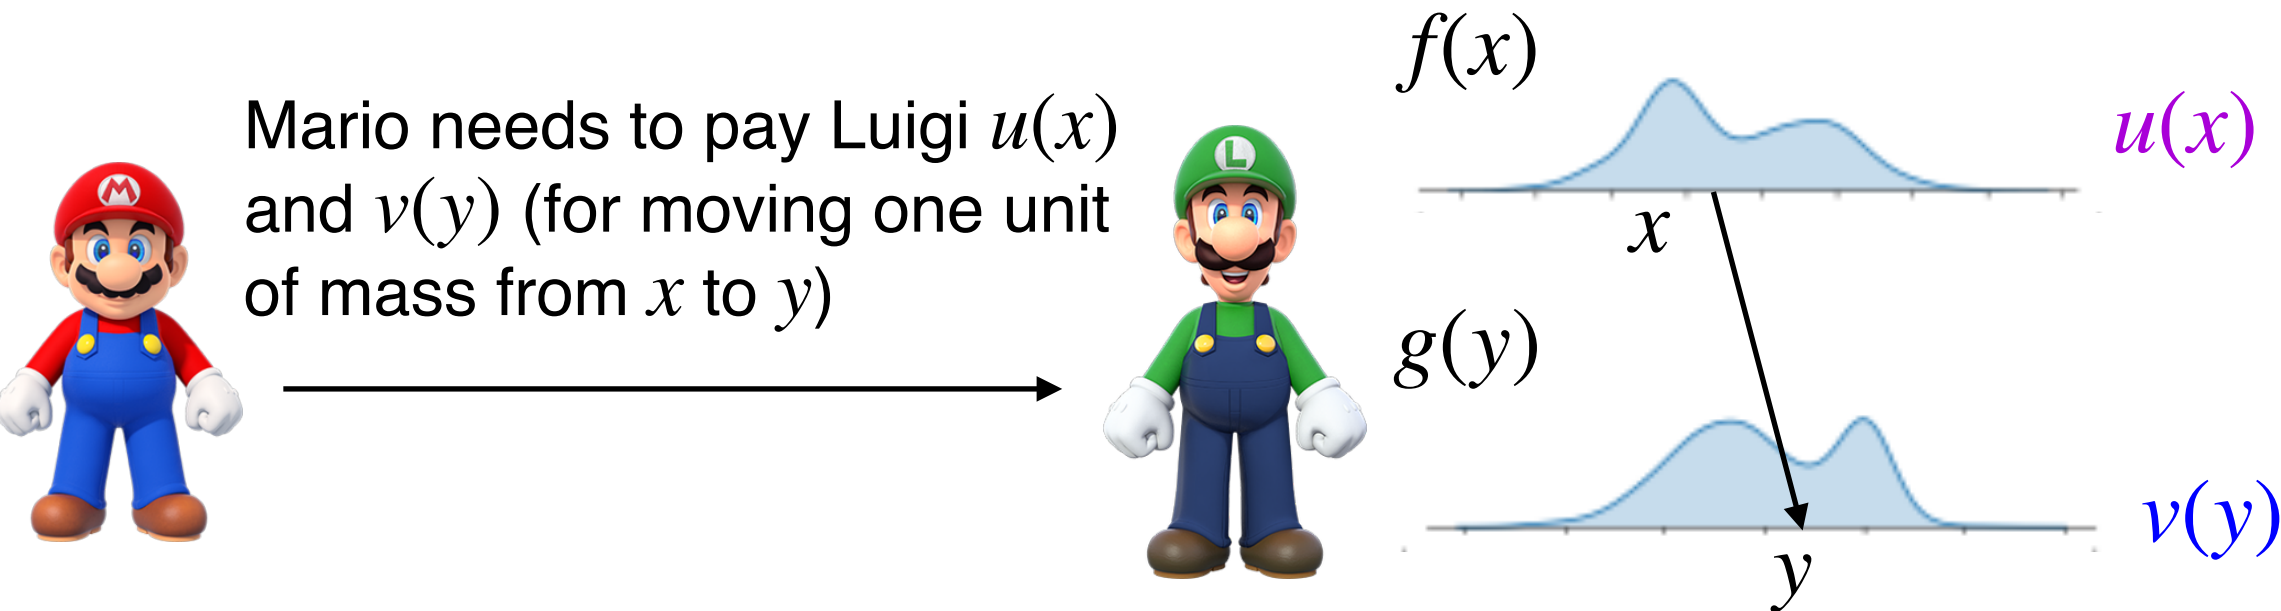 Mario needs to pay Luigi u(x)
and v(y) (for moving one unit
of mass from x to y)
M
L
f(x)
u(x)
x
g(y)
v(y)
y